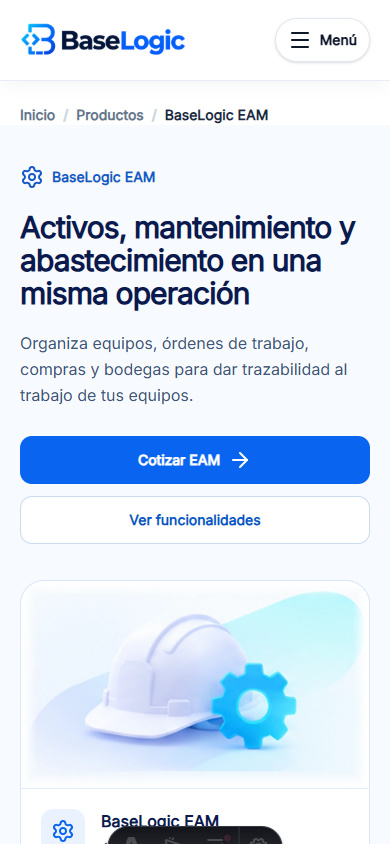 BaseLogic
Menú
Inicio / Productos / BaseLogic EAM
BaseLogic EAM
Activos, mantenimiento y
abastecimiento en una
misma operación
Organiza equipos, órdenes de trabajo,
compras y bodegas para dar trazabilidad al
trabajo de tus equipos.
Cotizar EAM
Ver funcionalidades
BaseLogic EAM